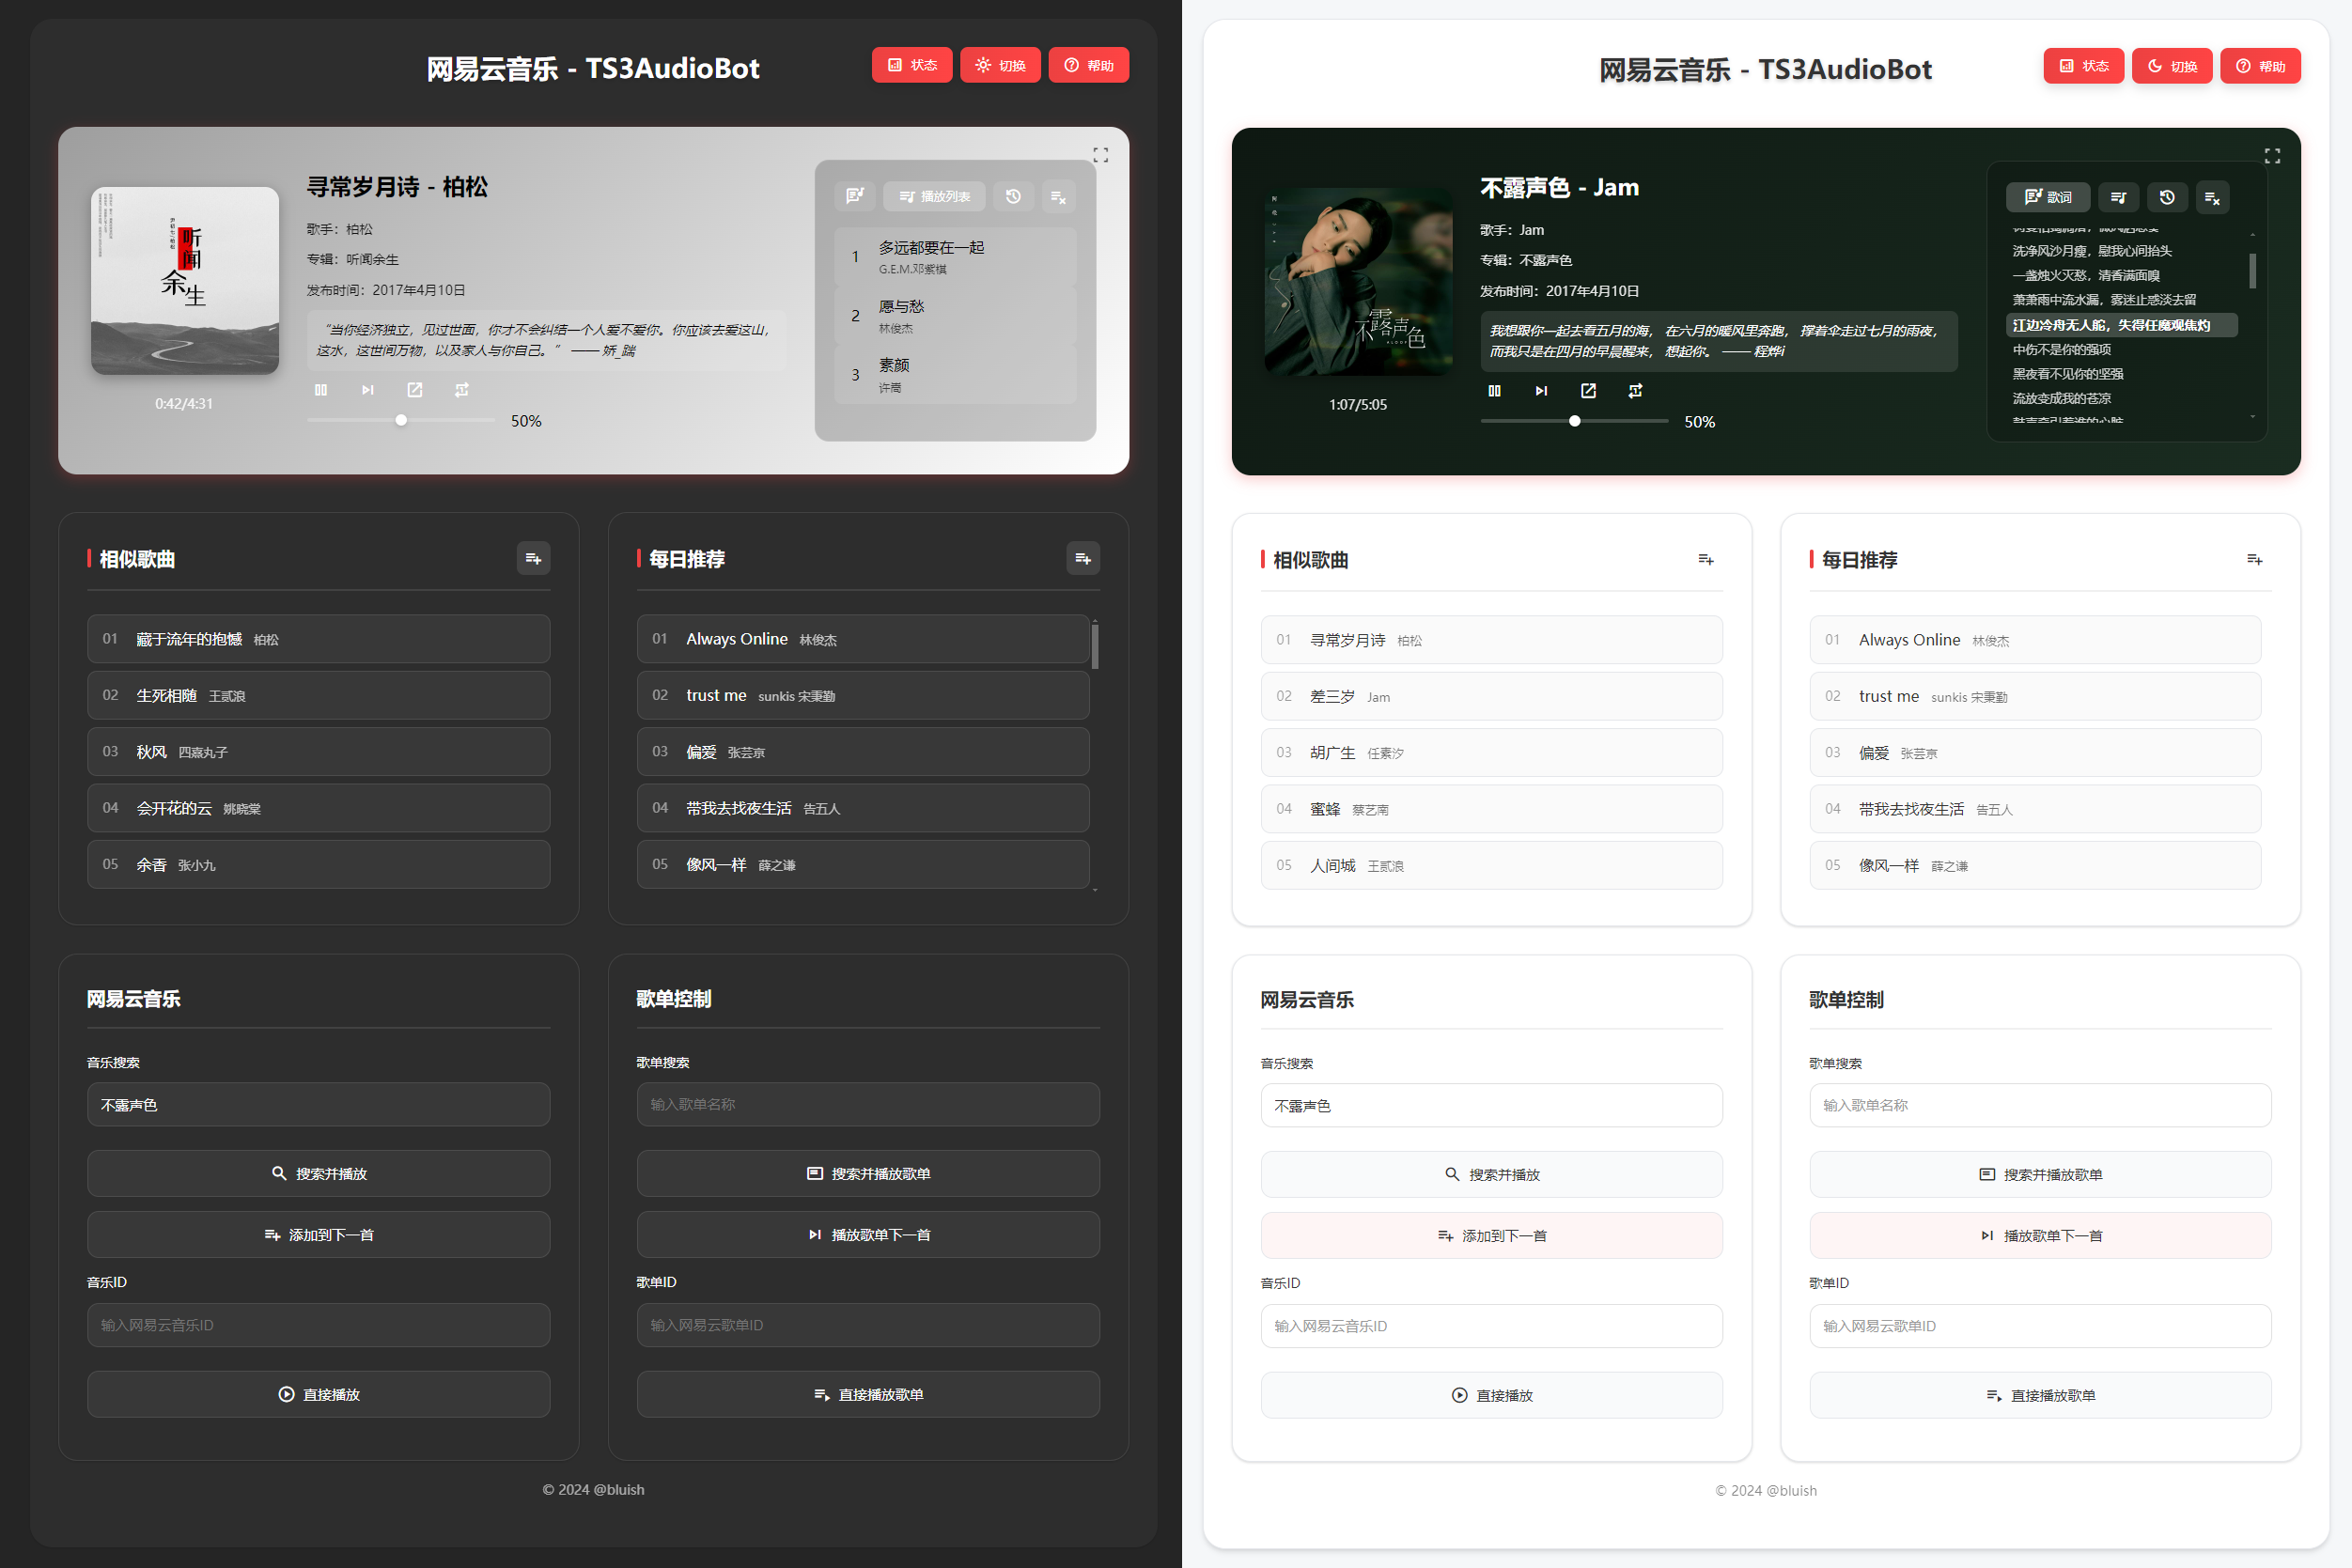 网易云音乐 - TS3AudioBot
状态
切换
帮助
听闻余生
0:42/4:31
寻常岁月诗 - 柏松
歌手：柏松
专辑：听闻余生
发布时间：2017年4月10日
“当你经济独立，见过世面，你才不会纠结一个人爱不爱你。你应该去爱这山，
这水，这世间万物，以及家人与你自己。” —— 娇_蹦
50%
播放列表
1 多远都要在一起
G.E.M.邓紫棋
2 愿与愁
林俊杰
3 素颜
许嵩
相似歌曲
01 藏于流年的抱憾 柏松
02 生死相随 王贰浪
03 秋风 四熹丸子
04 会开花的云 姚晓棠
05 余香 张小九
每日推荐
01 Always Online 林俊杰
02 trust me sunkis 宋秉勤
03 偏爱 张芸京
04 带我去找夜生活 告五人
05 像风一样 薛之谦
网易云音乐
音乐搜索
不露声色
搜索并播放
添加到下一首
音乐ID
输入网易云音乐ID
直接播放
歌单控制
歌单搜索
输入歌单名称
搜索并播放歌单
播放歌单下一首
歌单ID
输入网易云歌单ID
直接播放歌单
© 2024 @bluish
网易云音乐 - TS3AudioBot
状态
切换
帮助
不露声色
1:07/5:05
不露声色 - Jam
歌手：Jam
专辑：不露声色
发布时间：2017年4月10日
我想跟你一起去看五月的海， 在六月的暖风里奔跑， 撑着伞走过七月的雨夜，
而我只是在四月的早晨醒来， 想起你。 —— 程烨i
50%
歌词
洗净风沙月瘦，慰我心间抬头
一盏烛火灭愁，清香满面嗅
萧萧雨中流水漏，雾迷止惑淡去留
江边冷舟无人舵，失得任魔观焦灼
中伤不是你的强项
黑夜看不见你的坚强
流放变成我的苍凉
鼓声牵引着谁的心脏
相似歌曲
01 寻常岁月诗 柏松
02 差三岁 Jam
03 胡广生 任素汐
04 蜜蜂 蔡艺南
05 人间城 王贰浪
每日推荐
01 Always Online 林俊杰
02 trust me sunkis 宋秉勤
03 偏爱 张芸京
04 带我去找夜生活 告五人
05 像风一样 薛之谦
网易云音乐
音乐搜索
不露声色
搜索并播放
添加到下一首
音乐ID
输入网易云音乐ID
直接播放
歌单控制
歌单搜索
输入歌单名称
搜索并播放歌单
播放歌单下一首
歌单ID
输入网易云歌单ID
直接播放歌单
© 2024 @bluish